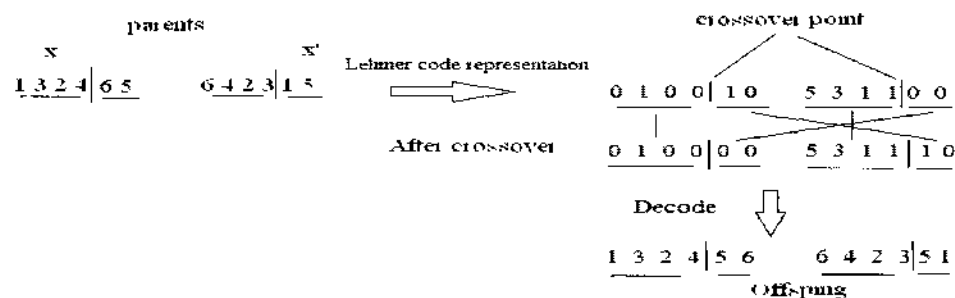 parents
crossover point
x x'
1 3 2 4 | 6 5 6 4 2 3 | 1 5
Lehmer code representation
0 1 0 0 | 1 0 5 3 1 1 | 0 0
After crossover
0 1 0 0 | 0 0 5 3 1 1 | 1 0
Decode
1 3 2 4 | 5 6 6 4 2 3 | 5 1
Offspring